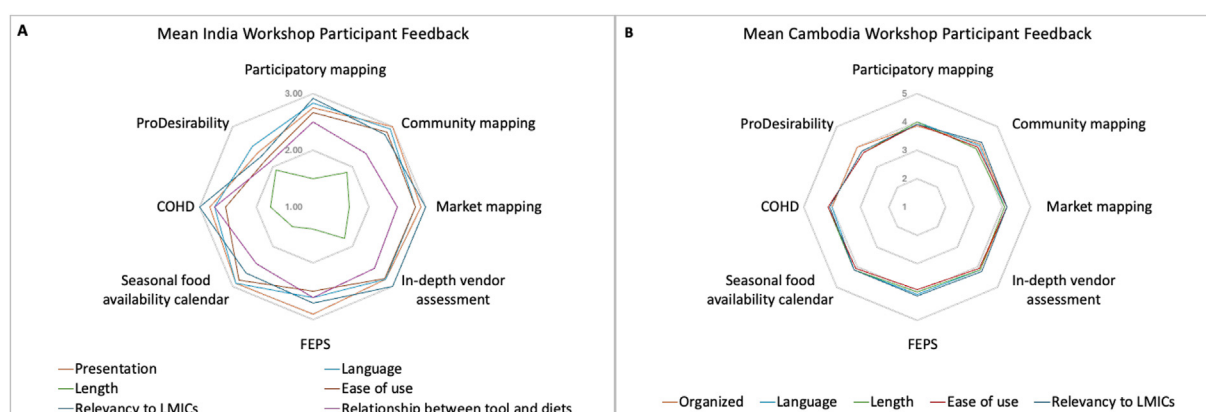 A
Mean India Workshop Participant Feedback
Participatory mapping
3.00
ProDesirability
Community mapping
2.00
COHD
1.00
Market mapping
Seasonal food
availability calendar
In-depth vendor
assessment
FEPS
Presentation
Language
Length
Ease of use
Relevancy to LMICs
Relationship between tool and diets
B
Mean Cambodia Workshop Participant Feedback
Participatory mapping
5
ProDesirability
4
Community mapping
3
2
COHD
1
Market mapping
Seasonal food
availability calendar
In-depth vendor
assessment
FEPS
Organized
Language
Length
Ease of use
Relevancy to LMICs